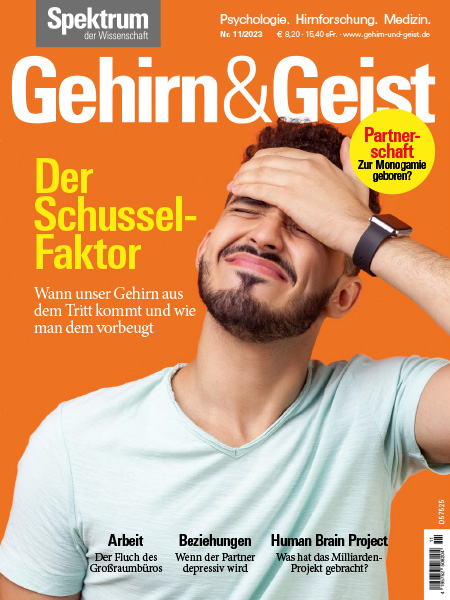 Spektrum
der Wissenschaft
Psychologie. Hirnforschung. Medizin.
Nr. 11/2023 € 9,20 · 15,40 sFr. · www.gehirn-und-geist.de
Gehirn&Geist
Partner-
schaft
Zur Monogamie
geboren?
Der
Schussel-
Faktor
Wann unser Gehirn aus
dem Tritt kommt und wie
man dem vorbeugt
Arbeit
Der Fluch des
Großraumbüros
Beziehungen
Wenn der Partner
depressiv wird
Human Brain Project
Was hat das Milliarden-
Projekt gebracht?
D57525
11